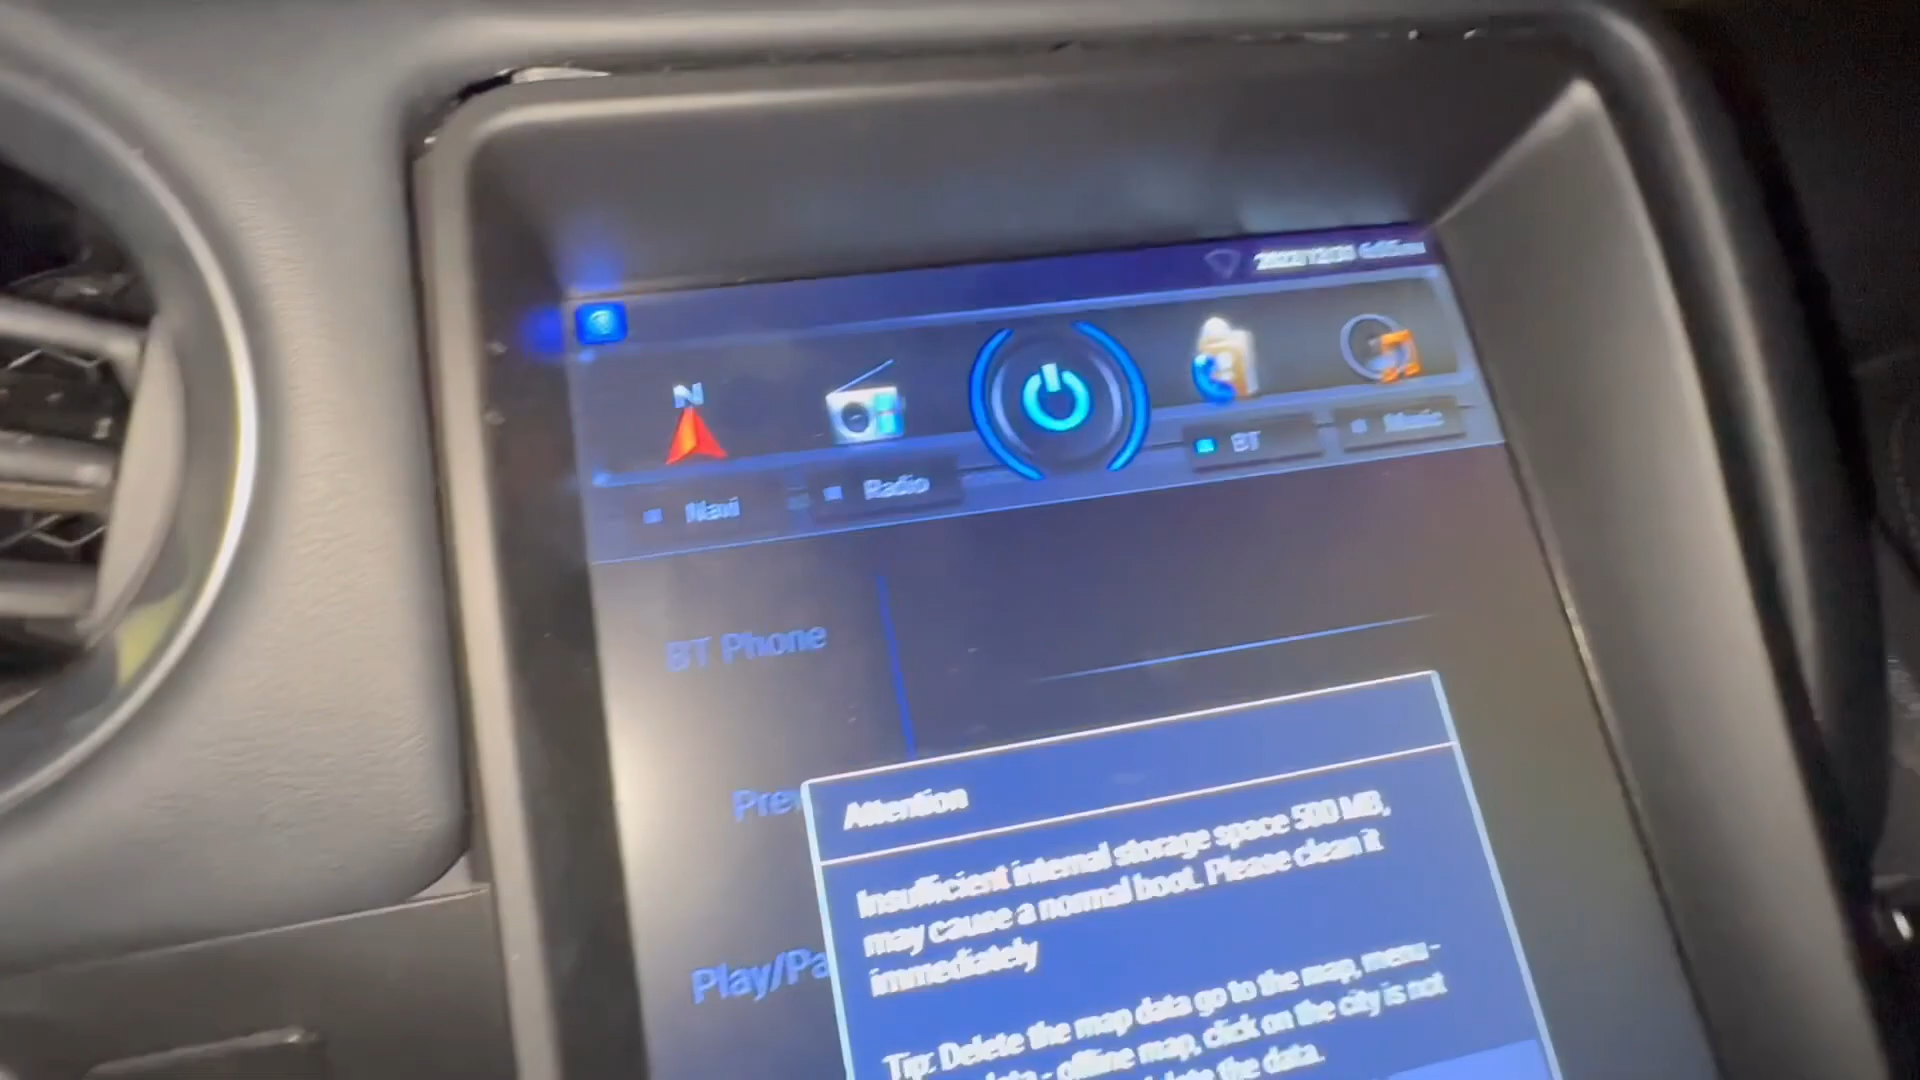 N
Navi
Radio
BT
Music
BT Phone
Prev
Play/Pa
Attention
Insufficient internal storage space 500 MB,
may cause a normal boot. Please clean it
immediately
Tip: Delete the map data go to the map, menu -
- offline map, click on the city is not
the data.